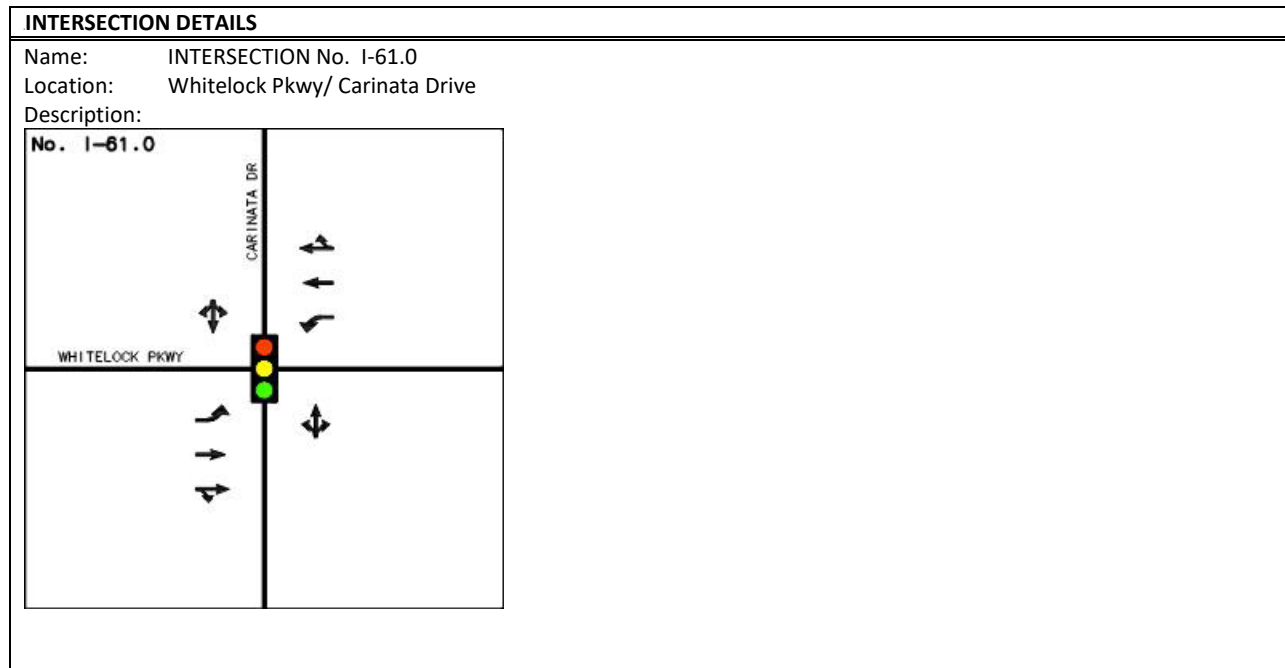 INTERSECTION DETAILS
Name: INTERSECTION No. I-61.0
Location: Whitelock Pkwy/ Carinata Drive
Description:
No. I-61.0
CARINATA DR
WHITELOCK PKWY